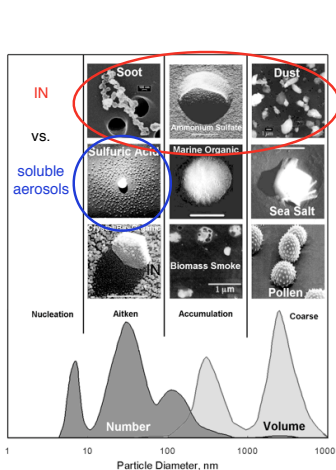 IN
vs.
soluble
aerosols
Soot
Ammonium Sulfate
Dust
Sulfuric Acid
Marine Organic
Sea Salt
IN
Biomass Smoke
1 µm
Pollen
Nucleation
Aitken
Accumulation
Coarse
Number
Volume
1
10
100
1000
1000
Particle Diameter, nm